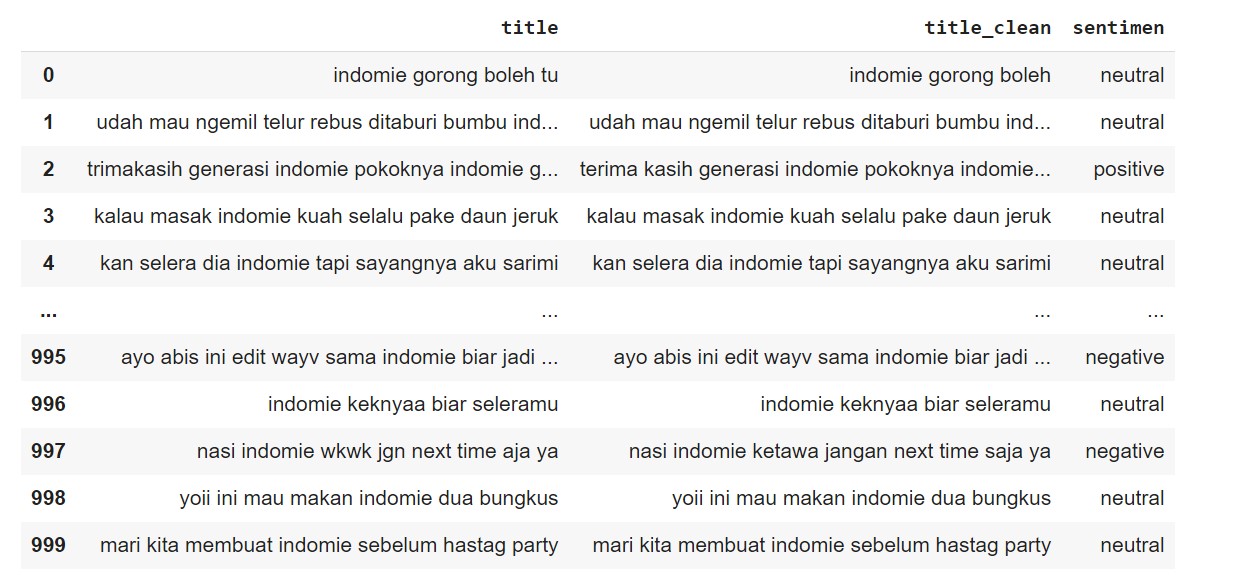 title title_clean sentimen
0 indomie gorong boleh tu indomie gorong boleh neutral
1 udah mau ngemil telur rebus ditaburi bumbu ind... udah mau ngemil telur rebus ditaburi bumbu ind... neutral
2 trimakasih generasi indomie pokoknya indomie g... terima kasih generasi indomie pokoknya indomie... positive
3 kalau masak indomie kuah selalu pake daun jeruk kalau masak indomie kuah selalu pake daun jeruk neutral
4 kan selera dia indomie tapi sayangnya aku sarimi kan selera dia indomie tapi sayangnya aku sarimi neutral
... ... ... ...
995 ayo abis ini edit wayv sama indomie biar jadi ... ayo abis ini edit wayv sama indomie biar jadi ... negative
996 indomie keknyaa biar seleramu indomie keknyaa biar seleramu neutral
997 nasi indomie wkwk jgn next time aja ya nasi indomie ketawa jangan next time saja ya negative
998 yoii ini mau makan indomie dua bungkus yoii ini mau makan indomie dua bungkus neutral
999 mari kita membuat indomie sebelum hastag party mari kita membuat indomie sebelum hastag party neutral